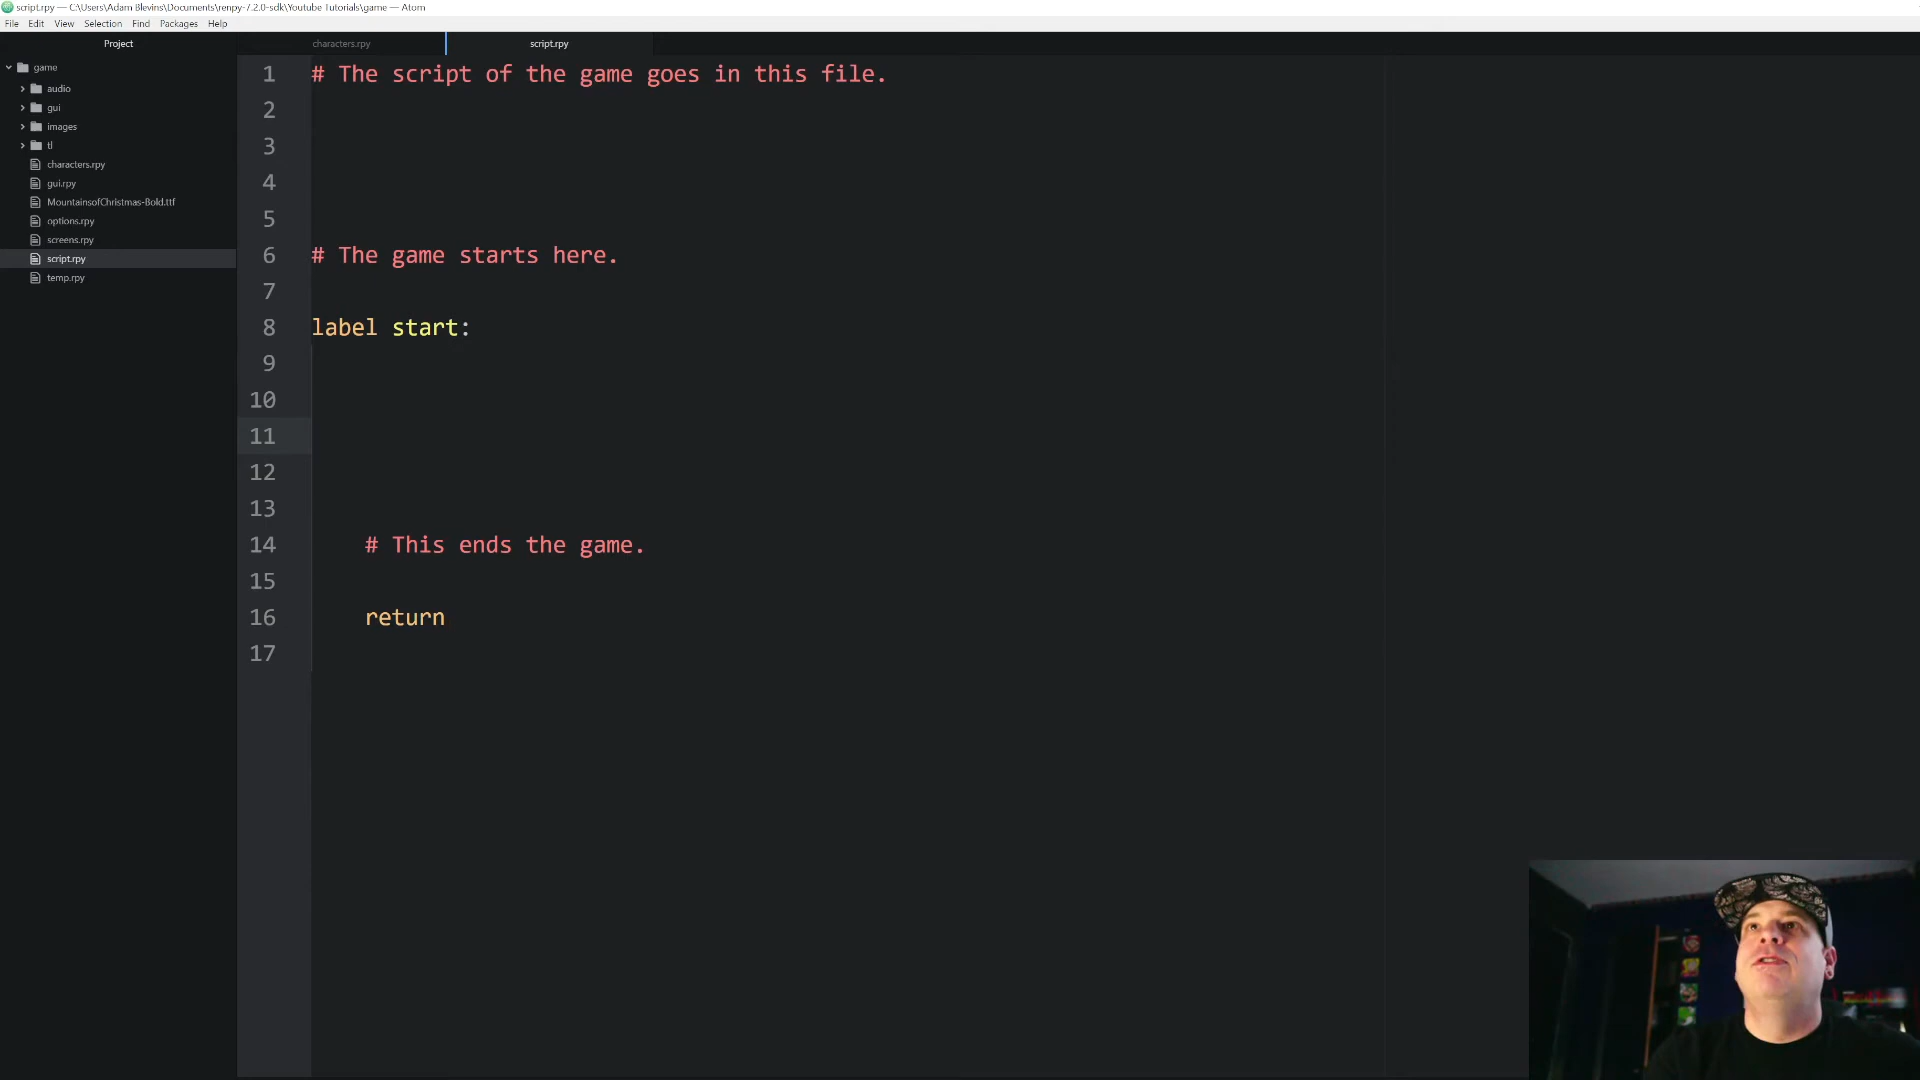 script.rpy — C:\Users\Adam Blevins\Documents\renpy-7.2.0-sdk\Youtube Tutorials\game — Atom
File Edit View Selection Find Packages Help
Project
characters.rpy
script.rpy
game
audio
gui
images
tl
characters.rpy
gui.rpy
MountainsofChristmas-Bold.ttf
options.rpy
screens.rpy
script.rpy
temp.rpy
1 # The script of the game goes in this file.
2
3
4
5
6 # The game starts here.
7
8 label start:
9
10
11
12
13
14 # This ends the game.
15
16 return
17